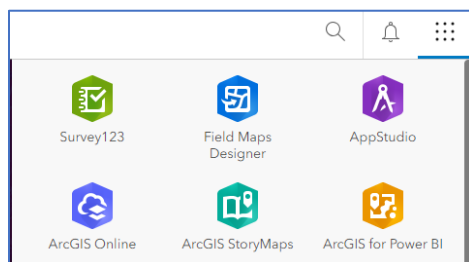 Survey123
Field Maps
Designer
AppStudio
ArcGIS Online
ArcGIS StoryMaps
ArcGIS for Power BI